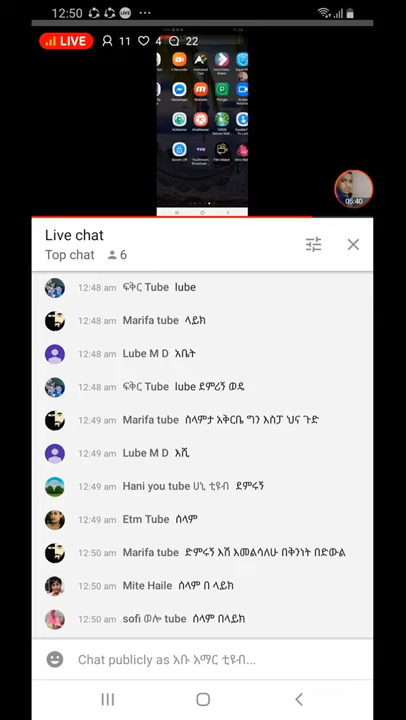 12:50
LIVE
11
4
22
05:40
Live chat
Top chat 6
12:48 am ፍቅር Tube lube
12:48 am Marifa tube ላይክ
12:48 am Lube M D አቤት
12:48 am ፍቅር Tube lube ደምሪኝ ወዴ
12:49 am Marifa tube ስላምታ አቅርቤ ግን እስፓ ህና ጉድ
12:49 am Lube M D እሺ
12:49 am Hani you tube ሀኒ ቲዩብ ደምሩኝ
12:49 am Etm Tube ሰላም
12:50 am Marifa tube ድምሩኝ እሽ እመልሳለሁ በቅንነት በድውል
12:50 am Mite Haile ሰላም በ ላይክ
12:50 am sofi ወሎ tube ሰላም በላይክ
Chat publicly as አቡ አማር ቲዩብ...